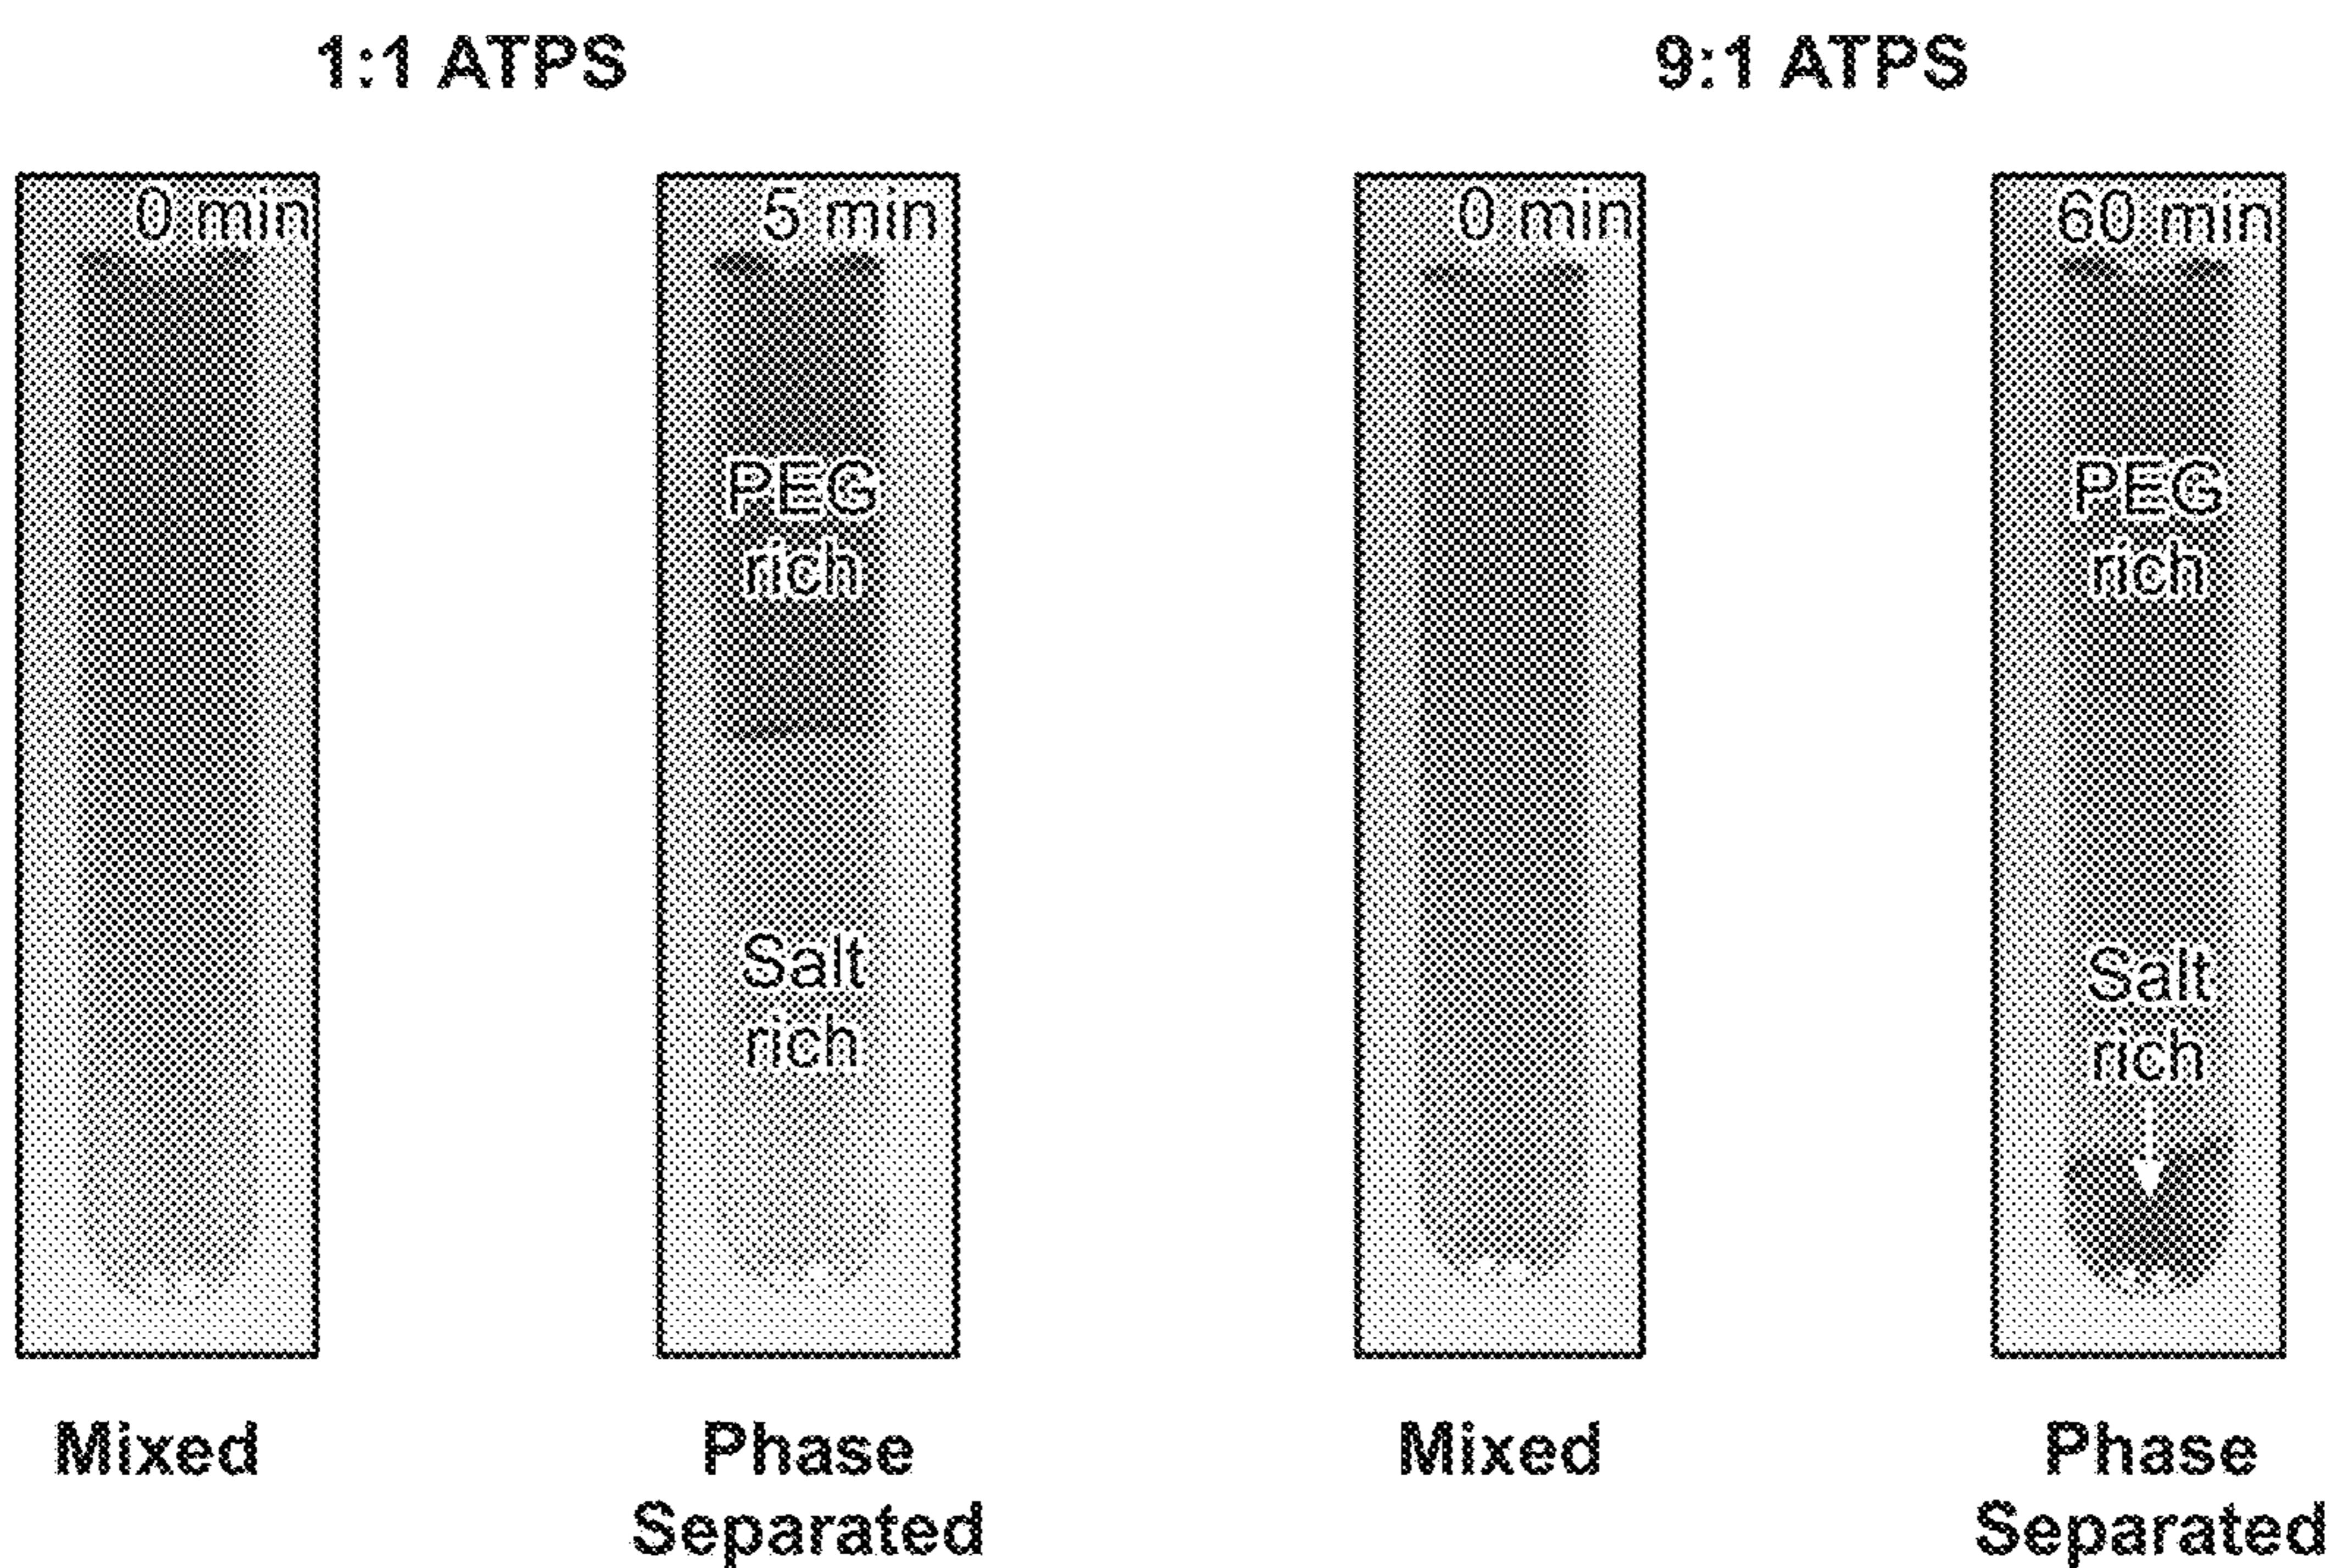 1:1 ATPS
9:1 ATPS
0 min
5 min
0 min
60 min
PEG
rich
PEG
rich
Salt
rich
Salt
rich
Mixed
Phase
Separated
Mixed
Phase
Separated